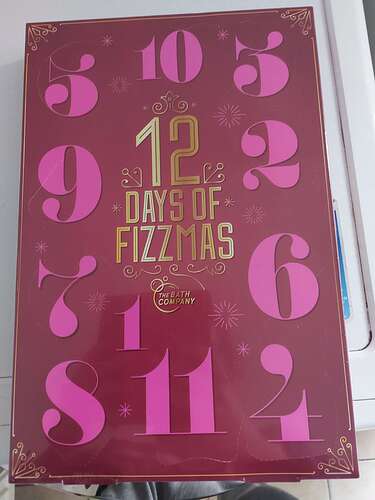 5 10 3
12
9 2
DAYS OF
FIZZMAS
7 6
THE BATH
COMPANY
1
8 11 4